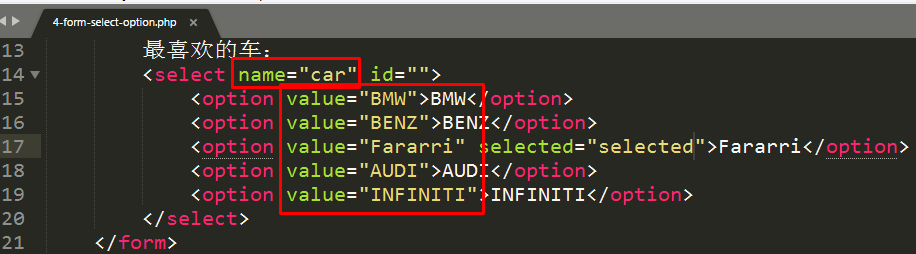 4-form-select-option.php ×
13 最喜欢的车:
14 <select name="car" id="">
15 <option value="BMW">BMW</option>
16 <option value="BENZ">BENZ</option>
17 <option value="Fararri" selected="selected">Fararri</option>
18 <option value="AUDI">AUDI</option>
19 <option value="INFINITI">INFINITI</option>
20 </select>
21 </form>